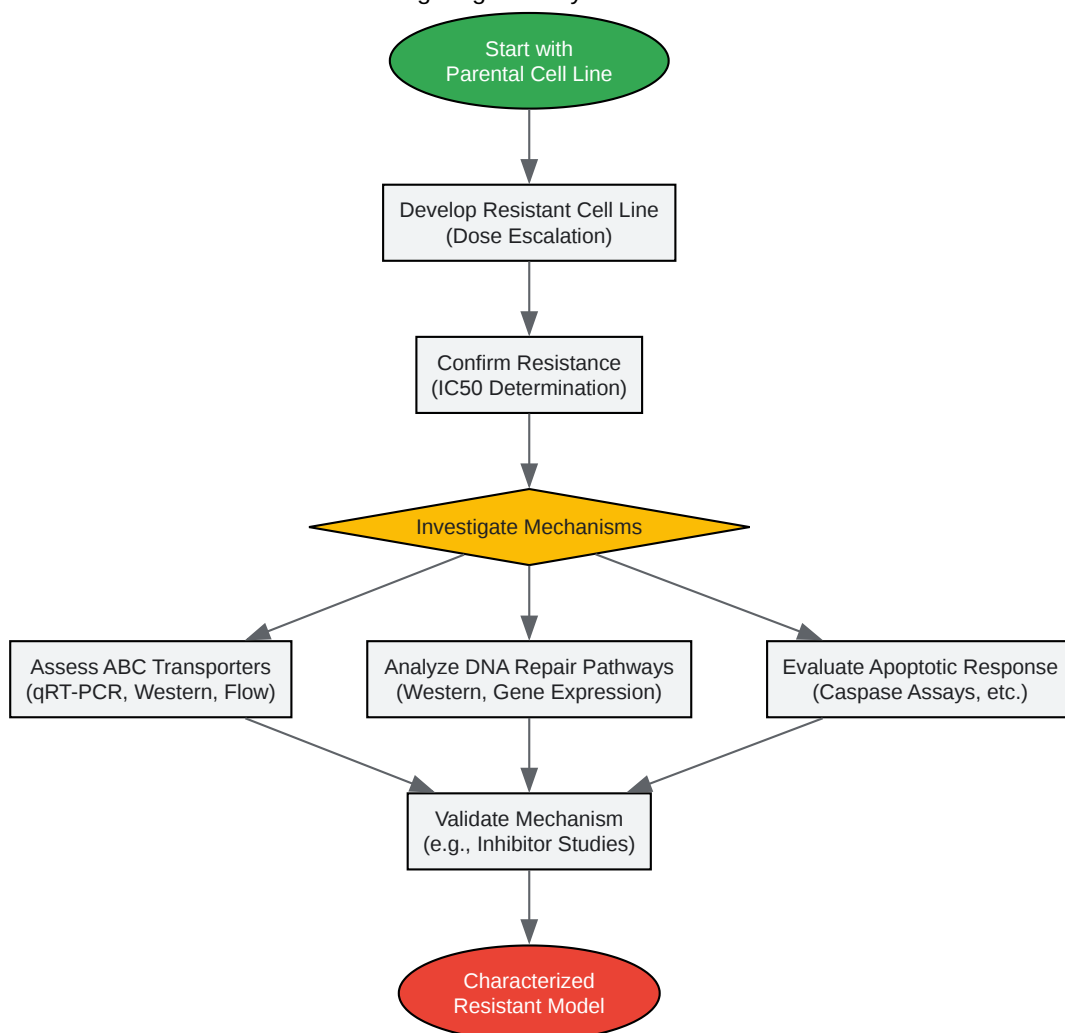 Start with
Parental Cell Line
Develop Resistant Cell Line
(Dose Escalation)
Confirm Resistance
(IC50 Determination)
Investigate Mechanisms
Assess ABC Transporters
(qRT-PCR, Western, Flow)
Analyze DNA Repair Pathways
(Western, Gene Expression)
Evaluate Apoptotic Response
(Caspase Assays, etc.)
Validate Mechanism
(e.g., Inhibitor Studies)
Characterized
Resistant Model